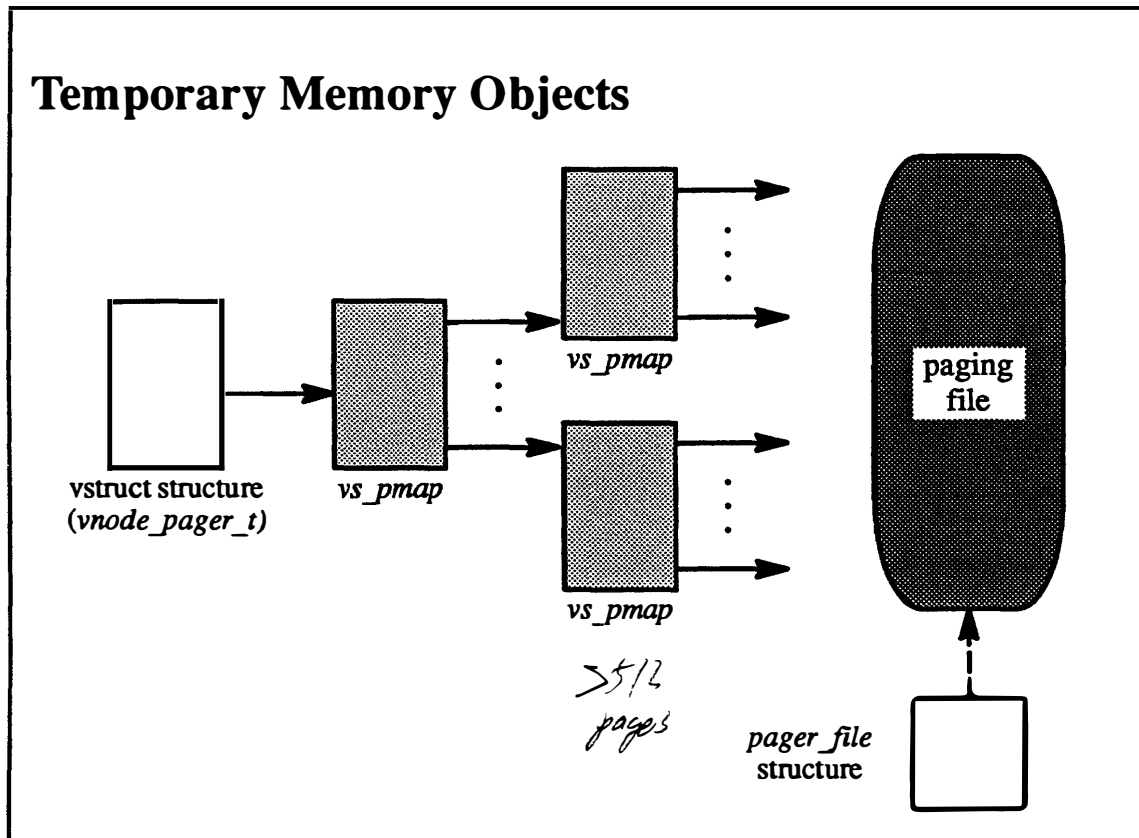 Temporary Memory Objects
vs_pmap
paging
file
vs_pmap
vstruct structure
(vnode_pager_t)
vs_pmap
>512
pages
pager_file
structure